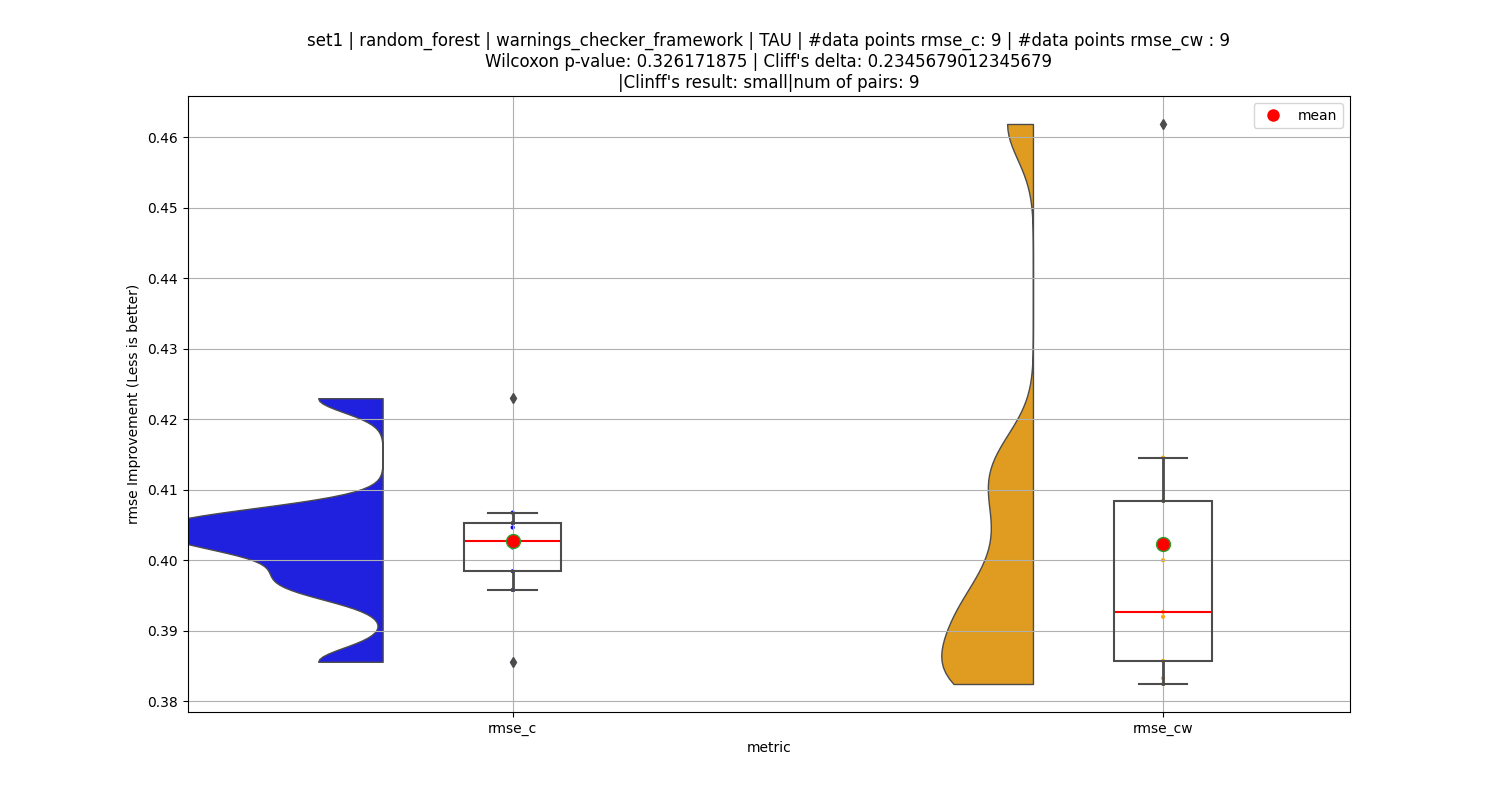 set1 | random_forest | warnings_checker_framework | TAU | #data points rmse_c: 9 | #data points rmse_cw : 9
Wilcoxon p-value: 0.326171875 | Cliff's delta: 0.2345679012345679
|Clinff's result: small|num of pairs: 9
mean
0.46
0.45
0.44
0.43
0.42
0.41
0.40
0.39
0.38
rmse Improvement (Less is better)
rmse_c
rmse_cw
metric